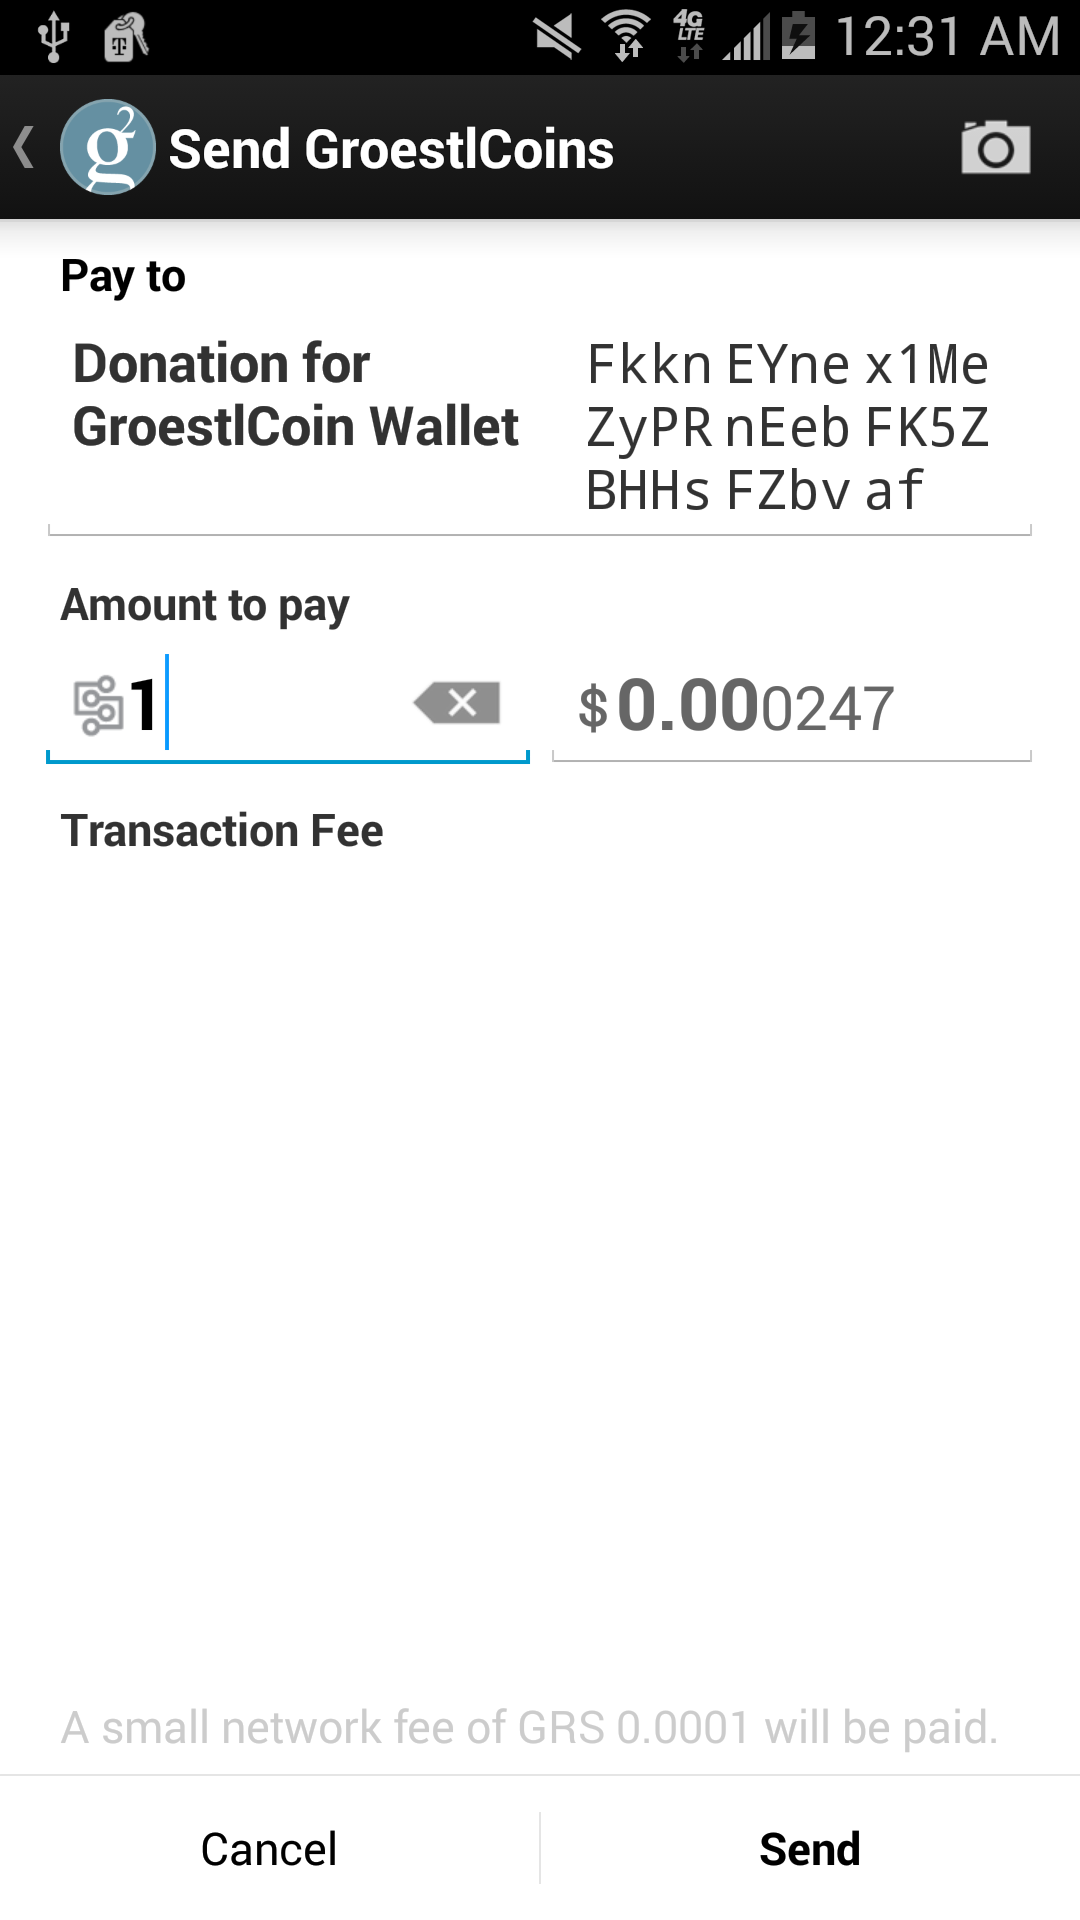 4G LTE 12:31 AM
g2 Send GroestlCoins
Pay to
Donation for
GroestlCoin Wallet
Fkkn EYne x1Me
ZyPR nEeb FK5Z
BHHs FZbv af
Amount to pay
1 $0.000247
Transaction Fee
A small network fee of GRS 0.0001 will be paid.
Cancel Send